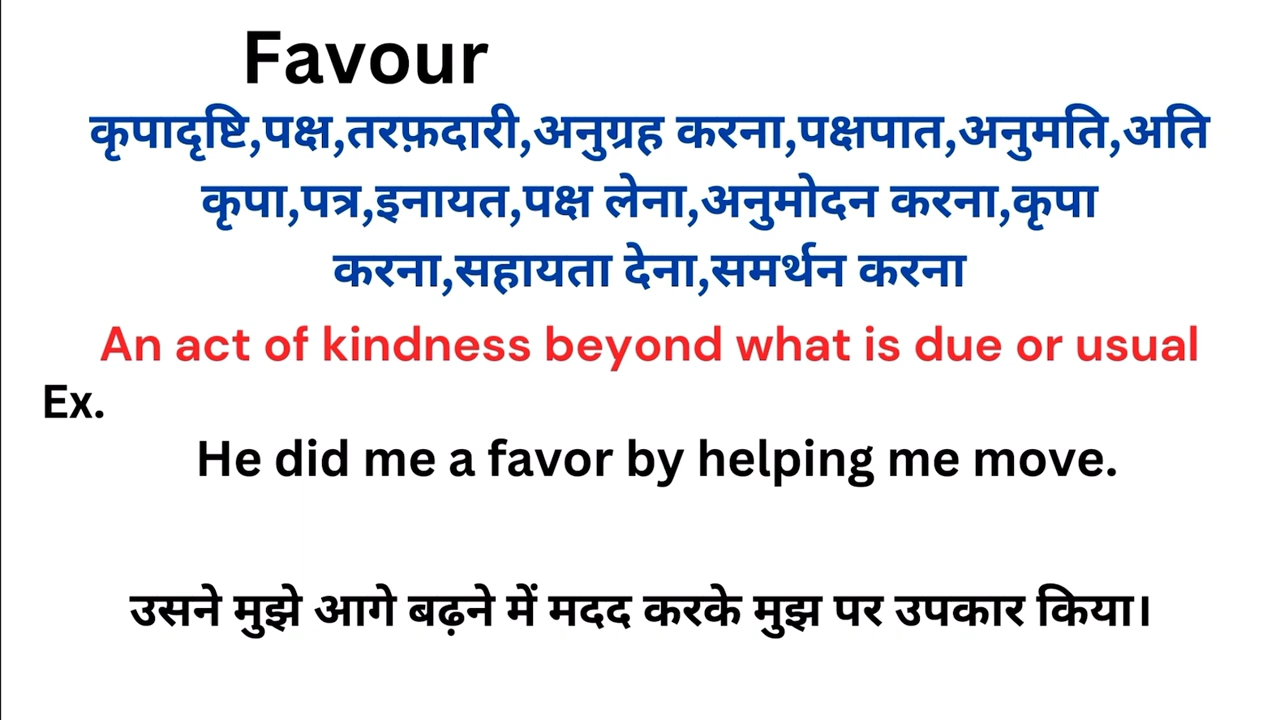 Favour
कृपादृष्टि,पक्ष,तरफ़दारी,अनुग्रह करना,पक्षपात,अनुमति,अति
कृपा,पत्र,इनायत,पक्ष लेना,अनुमोदन करना,कृपा
करना,सहायता देना,समर्थन करना
An act of kindness beyond what is due or usual
Ex.
He did me a favor by helping me move.
उसने मुझे आगे बढ़ने में मदद करके मुझ पर उपकार किया।